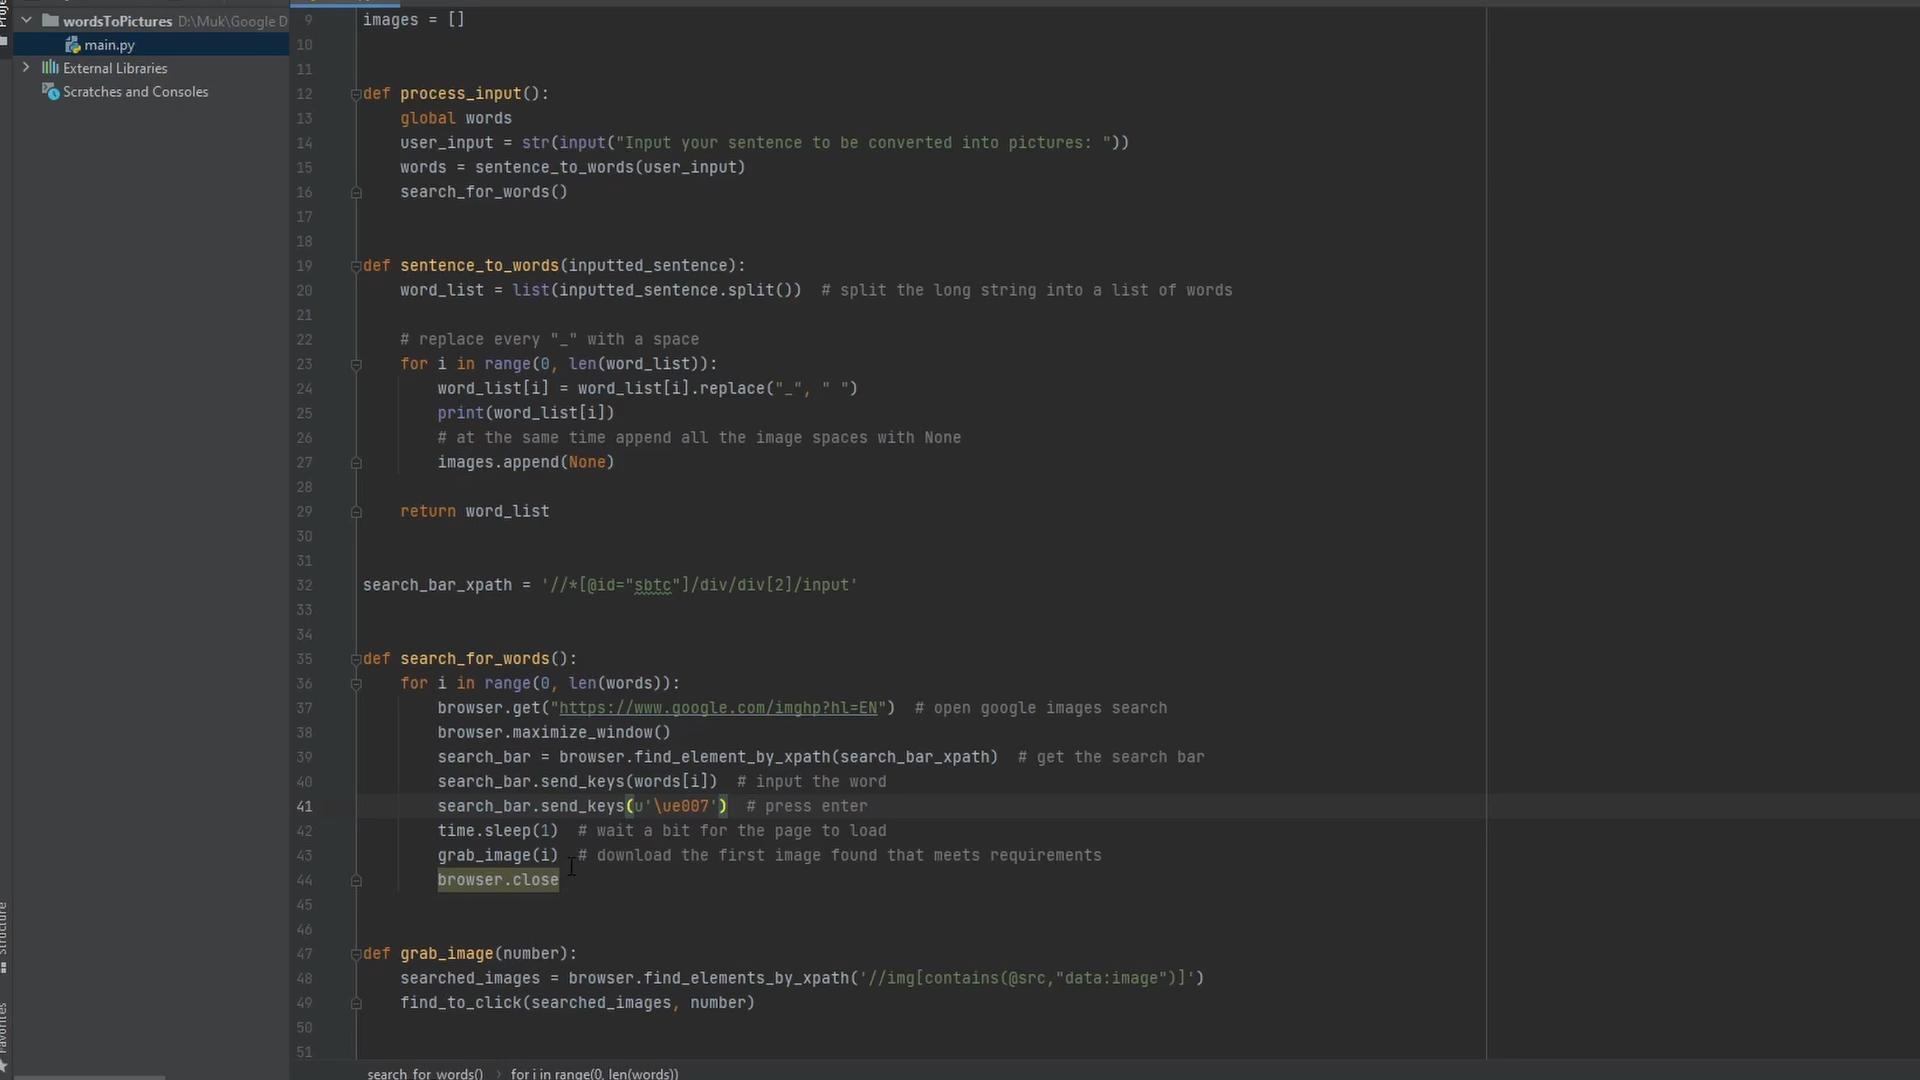 wordsToPictures D:\Muk\Google D
main.py
External Libraries
Scratches and Consoles
Structure
Favorites
9 images = []
10
11
12 def process_input():
13 global words
14 user_input = str(input("Input your sentence to be converted into pictures: "))
15 words = sentence_to_words(user_input)
16 search_for_words()
17
18
19 def sentence_to_words(inputted_sentence):
20 word_list = list(inputted_sentence.split())  # split the long string into a list of words
21
22 # replace every "_" with a space
23 for i in range(0, len(word_list)):
24 word_list[i] = word_list[i].replace("_", " ")
25 print(word_list[i])
26 # at the same time append all the image spaces with None
27 images.append(None)
28
29 return word_list
30
31
32 search_bar_xpath = '//*[@id="sbtc"]/div/div[2]/input'
33
34
35 def search_for_words():
36 for i in range(0, len(words)):
37 browser.get("https://www.google.com/imghp?hl=EN")  # open google images search
38 browser.maximize_window()
39 search_bar = browser.find_element_by_xpath(search_bar_xpath)  # get the search bar
40 search_bar.send_keys(words[i])  # input the word
41 search_bar.send_keys(u'\ue007')  # press enter
42 time.sleep(1)  # wait a bit for the page to load
43 grab_image(i)  # download the first image found that meets requirements
44 browser.close
45
46
47 def grab_image(number):
48 searched_images = browser.find_elements_by_xpath('//img[contains(@src,"data:image")]')
49 find_to_click(searched_images, number)
50
51
search_for_words() › for i in range(0, len(words))